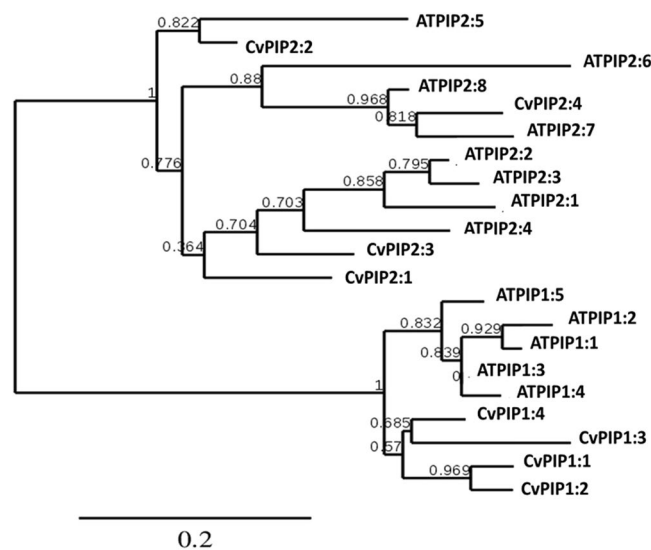 0.822
ATPIP2:5
CvPIP2:2
ATPIP2:6
0.88
1
ATPIP2:8
0.968
CvPIP2:4
0.818
ATPIP2:7
ATPIP2:2
0.795
0.776
ATPIP2:3
0.858
ATPIP2:1
0.703
ATPIP2:4
0.704
CvPIP2:3
0.364
CvPIP2:1
ATPIP1:5
ATPIP1:2
0.832
0.929
ATPIP1:1
0.839
ATPIP1:3
0
1
ATPIP1:4
CvPIP1:4
0.685
CvPIP1:3
0.57
CvPIP1:1
0.969
CvPIP1:2
0.2